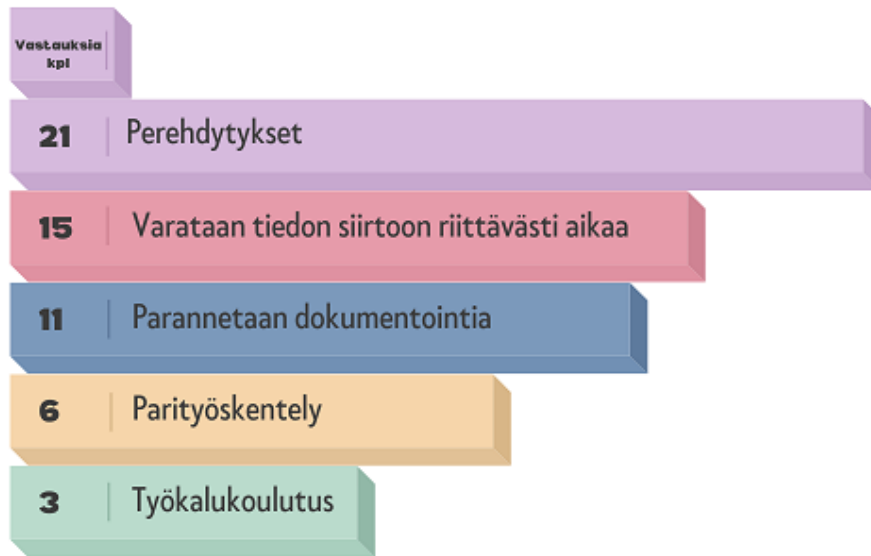 Vastauksia
kpl
21 Perehdytykset
15 Varataan tiedon siirtoon riittävästi aikaa
11 Parannetaan dokumentointia
6 Parityöskentely
3 Työkalukoulutus